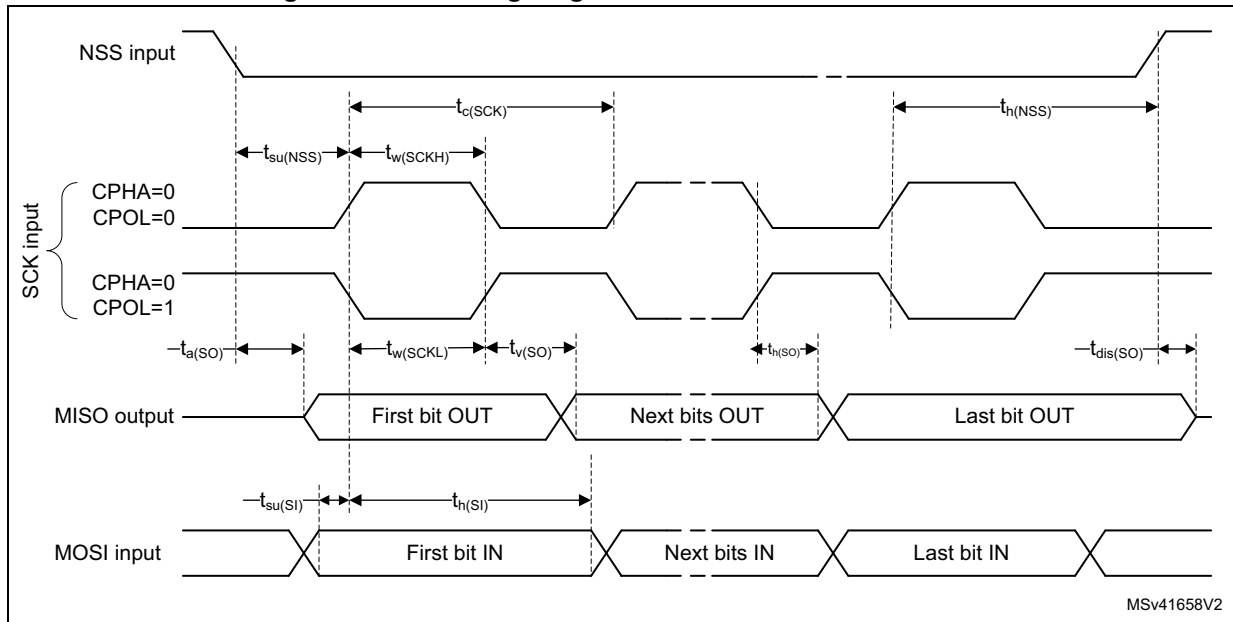 NSS input
tc(SCK)
th(NSS)
tsu(NSS)
tw(SCKH)
CPHA=0
CPOL=0
SCK input
CPHA=0
CPOL=1
ta(SO)
tw(SCKL)
tv(SO)
th(SO)
tdis(SO)
MISO output
First bit OUT
Next bits OUT
Last bit OUT
tsu(SI)
th(SI)
MOSI input
First bit IN
Next bits IN
Last bit IN
MSv41658V2